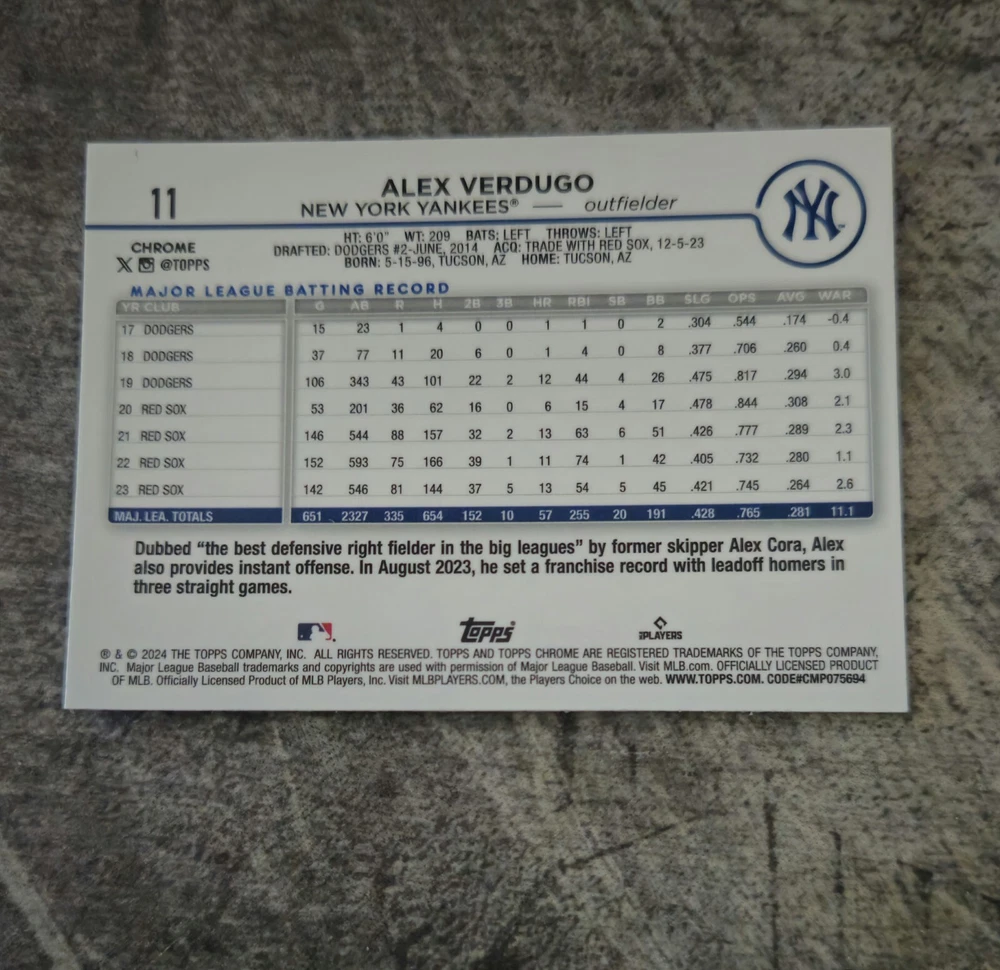 11
ALEX VERDUGO
NEW YORK YANKEES® — outfielder
NY
CHROME
X @TOPPS
HT: 6'0" WT: 209 BATS: LEFT THROWS: LEFT
DRAFTED: DODGERS #2-JUNE, 2014 ACQ: TRADE WITH RED SOX, 12-5-23
BORN: 5-15-96, TUCSON, AZ HOME: TUCSON, AZ
MAJOR LEAGUE BATTING RECORD
YR CLUB G AB R H 2B 3B HR RBI SB BB SLG OPS AVG WAR
17 DODGERS 15 23 1 4 0 0 1 1 0 2 .304 .544 .174 -0.4
18 DODGERS 37 77 11 20 6 0 1 4 0 8 .377 .706 .260 0.4
19 DODGERS 106 343 43 101 22 2 12 44 4 26 .475 .817 .294 3.0
20 RED SOX 53 201 36 62 16 0 6 15 4 17 .478 .844 .308 2.1
21 RED SOX 146 544 88 157 32 2 13 63 6 51 .426 .777 .289 2.3
22 RED SOX 152 593 75 166 39 1 11 74 1 42 .405 .732 .280 1.1
23 RED SOX 142 546 81 144 37 5 13 54 5 45 .421 .745 .264 2.6
MAJ. LEA. TOTALS 651 2327 335 654 152 10 57 255 20 191 .428 .765 .281 11.1
Dubbed “the best defensive right fielder in the big leagues” by former skipper Alex Cora, Alex
also provides instant offense. In August 2023, he set a franchise record with leadoff homers in
three straight games.
Topps
PLAYERS
® & © 2024 THE TOPPS COMPANY, INC. ALL RIGHTS RESERVED. TOPPS AND TOPPS CHROME ARE REGISTERED TRADEMARKS OF THE TOPPS COMPANY,
INC. Major League Baseball trademarks and copyrights are used with permission of Major League Baseball. Visit MLB.com. OFFICIALLY LICENSED PRODUCT
OF MLB. Officially Licensed Product of MLB Players, Inc. Visit MLBPLAYERS.COM, the Players Choice on the web. WWW.TOPPS.COM. CODE#CMP075694